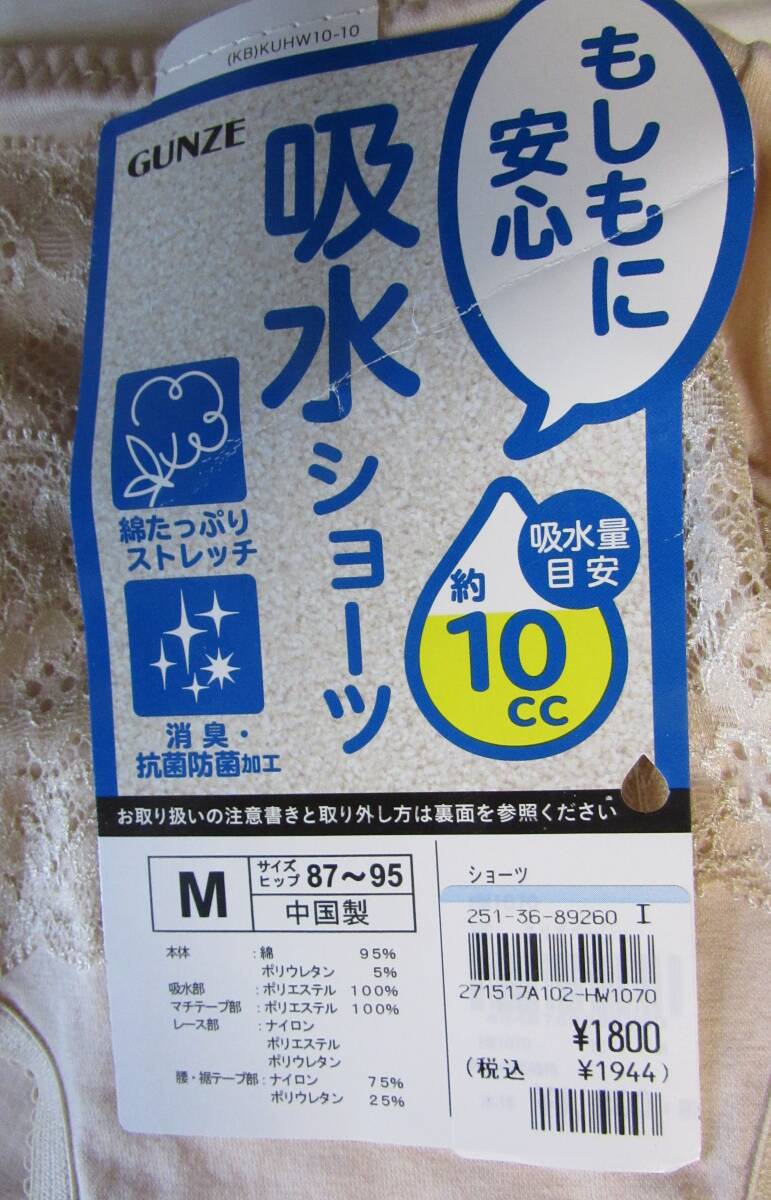 (KB)KUHW10-10
GUNZE
吸水ショーツ
もしもに
安心
綿たっぷり
ストレッチ
消臭・
抗菌防菌加工
吸水量
目安
約
10
cc
お取り扱いの注意書きと取り外し方は裏面を参照ください
M
サイズ
ヒップ 87〜95
中国製
本体 :綿 95%
ポリウレタン 5%
吸水部 :ポリエステル 100%
マチテープ部 :ポリエステル 100%
レース部 :ナイロン
ポリエステル
ポリウレタン
腰・裾テープ部:ナイロン 75%
ポリウレタン 25%
ショーツ
251-36-89260 I
271517A102-HW1070
¥1800
(税込 ¥1944)